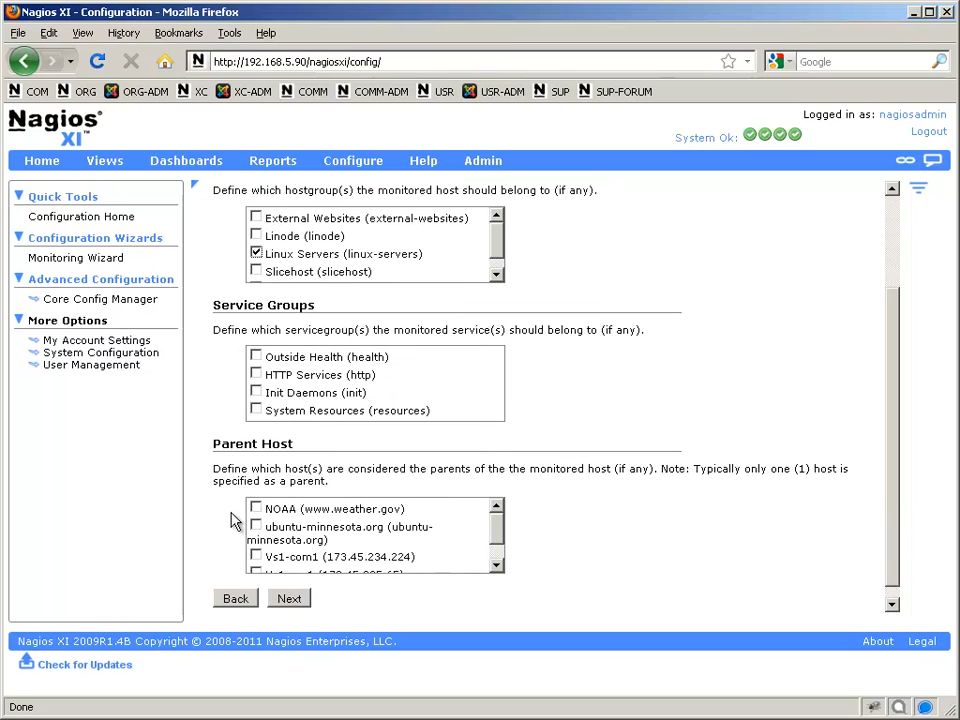 Nagios XI - Configuration - Mozilla Firefox
File Edit View History Bookmarks Tools Help
N http://192.168.5.90/nagiosxi/config/ Google
N COM N ORG ORG-ADM N XC XC-ADM N COMM N COMM-ADM N USR USR-ADM N SUP N SUP-FORUM
Nagios®
XI™
Logged in as: nagiosadmin
System Ok:
Logout
Home Views Dashboards Reports Configure Help Admin
Quick Tools
Configuration Home
Configuration Wizards
Monitoring Wizard
Advanced Configuration
Core Config Manager
More Options
My Account Settings
System Configuration
User Management
Define which hostgroup(s) the monitored host should belong to (if any).
External Websites (external-websites)
Linode (linode)
Linux Servers (linux-servers)
Slicehost (slicehost)
Service Groups
Define which servicegroup(s) the monitored service(s) should belong to (if any).
Outside Health (health)
HTTP Services (http)
Init Daemons (init)
System Resources (resources)
Parent Host
Define which host(s) are considered the parents of the the monitored host (if any). Note: Typically only one (1) host is
specified as a parent.
NOAA (www.weather.gov)
ubuntu-minnesota.org (ubuntu-
minnesota.org)
Vs1-com1 (173.45.234.224)
Back Next
Nagios XI 2009R1.4B Copyright © 2008-2011 Nagios Enterprises, LLC. About Legal
Check for Updates
Done